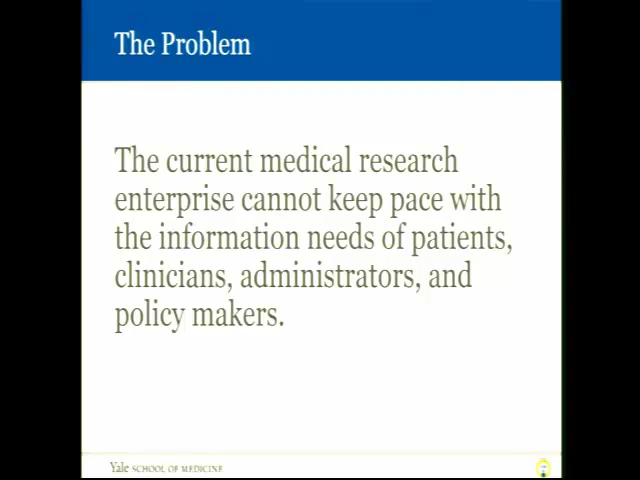 The Problem
The current medical research
enterprise cannot keep pace with
the information needs of patients,
clinicians, administrators, and
policy makers.
Yale SCHOOL OF MEDICINE